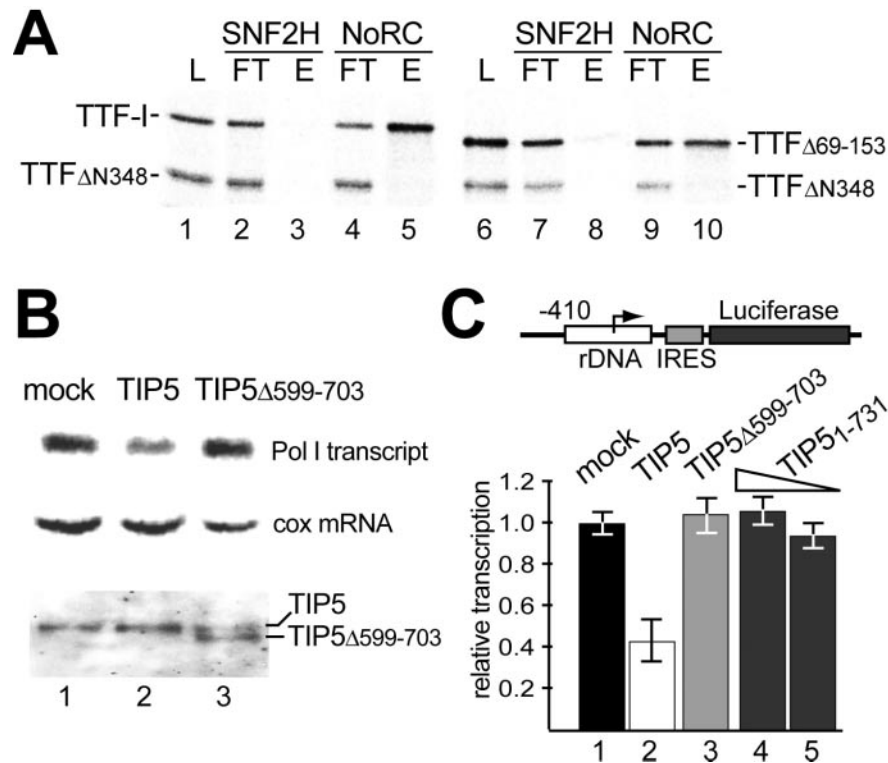 A
SNF2H NoRC SNF2H NoRC
L FT E FT E L FT E FT E
TTF-I-
TTFΔN348-
-TTFΔ69-153
-TTFΔN348
1 2 3 4 5 6 7 8 9 10
B
mock TIP5 TIP5Δ599-703
Pol I transcript
cox mRNA
TIP5
TIP5Δ599-703
1 2 3
C
-410 Luciferase
rDNA IRES
mock TIP5 TIP5Δ599-703 TIP51-731
relative transcription
1.2
1.0
0.8
0.6
0.4
0.2
1 2 3 4 5